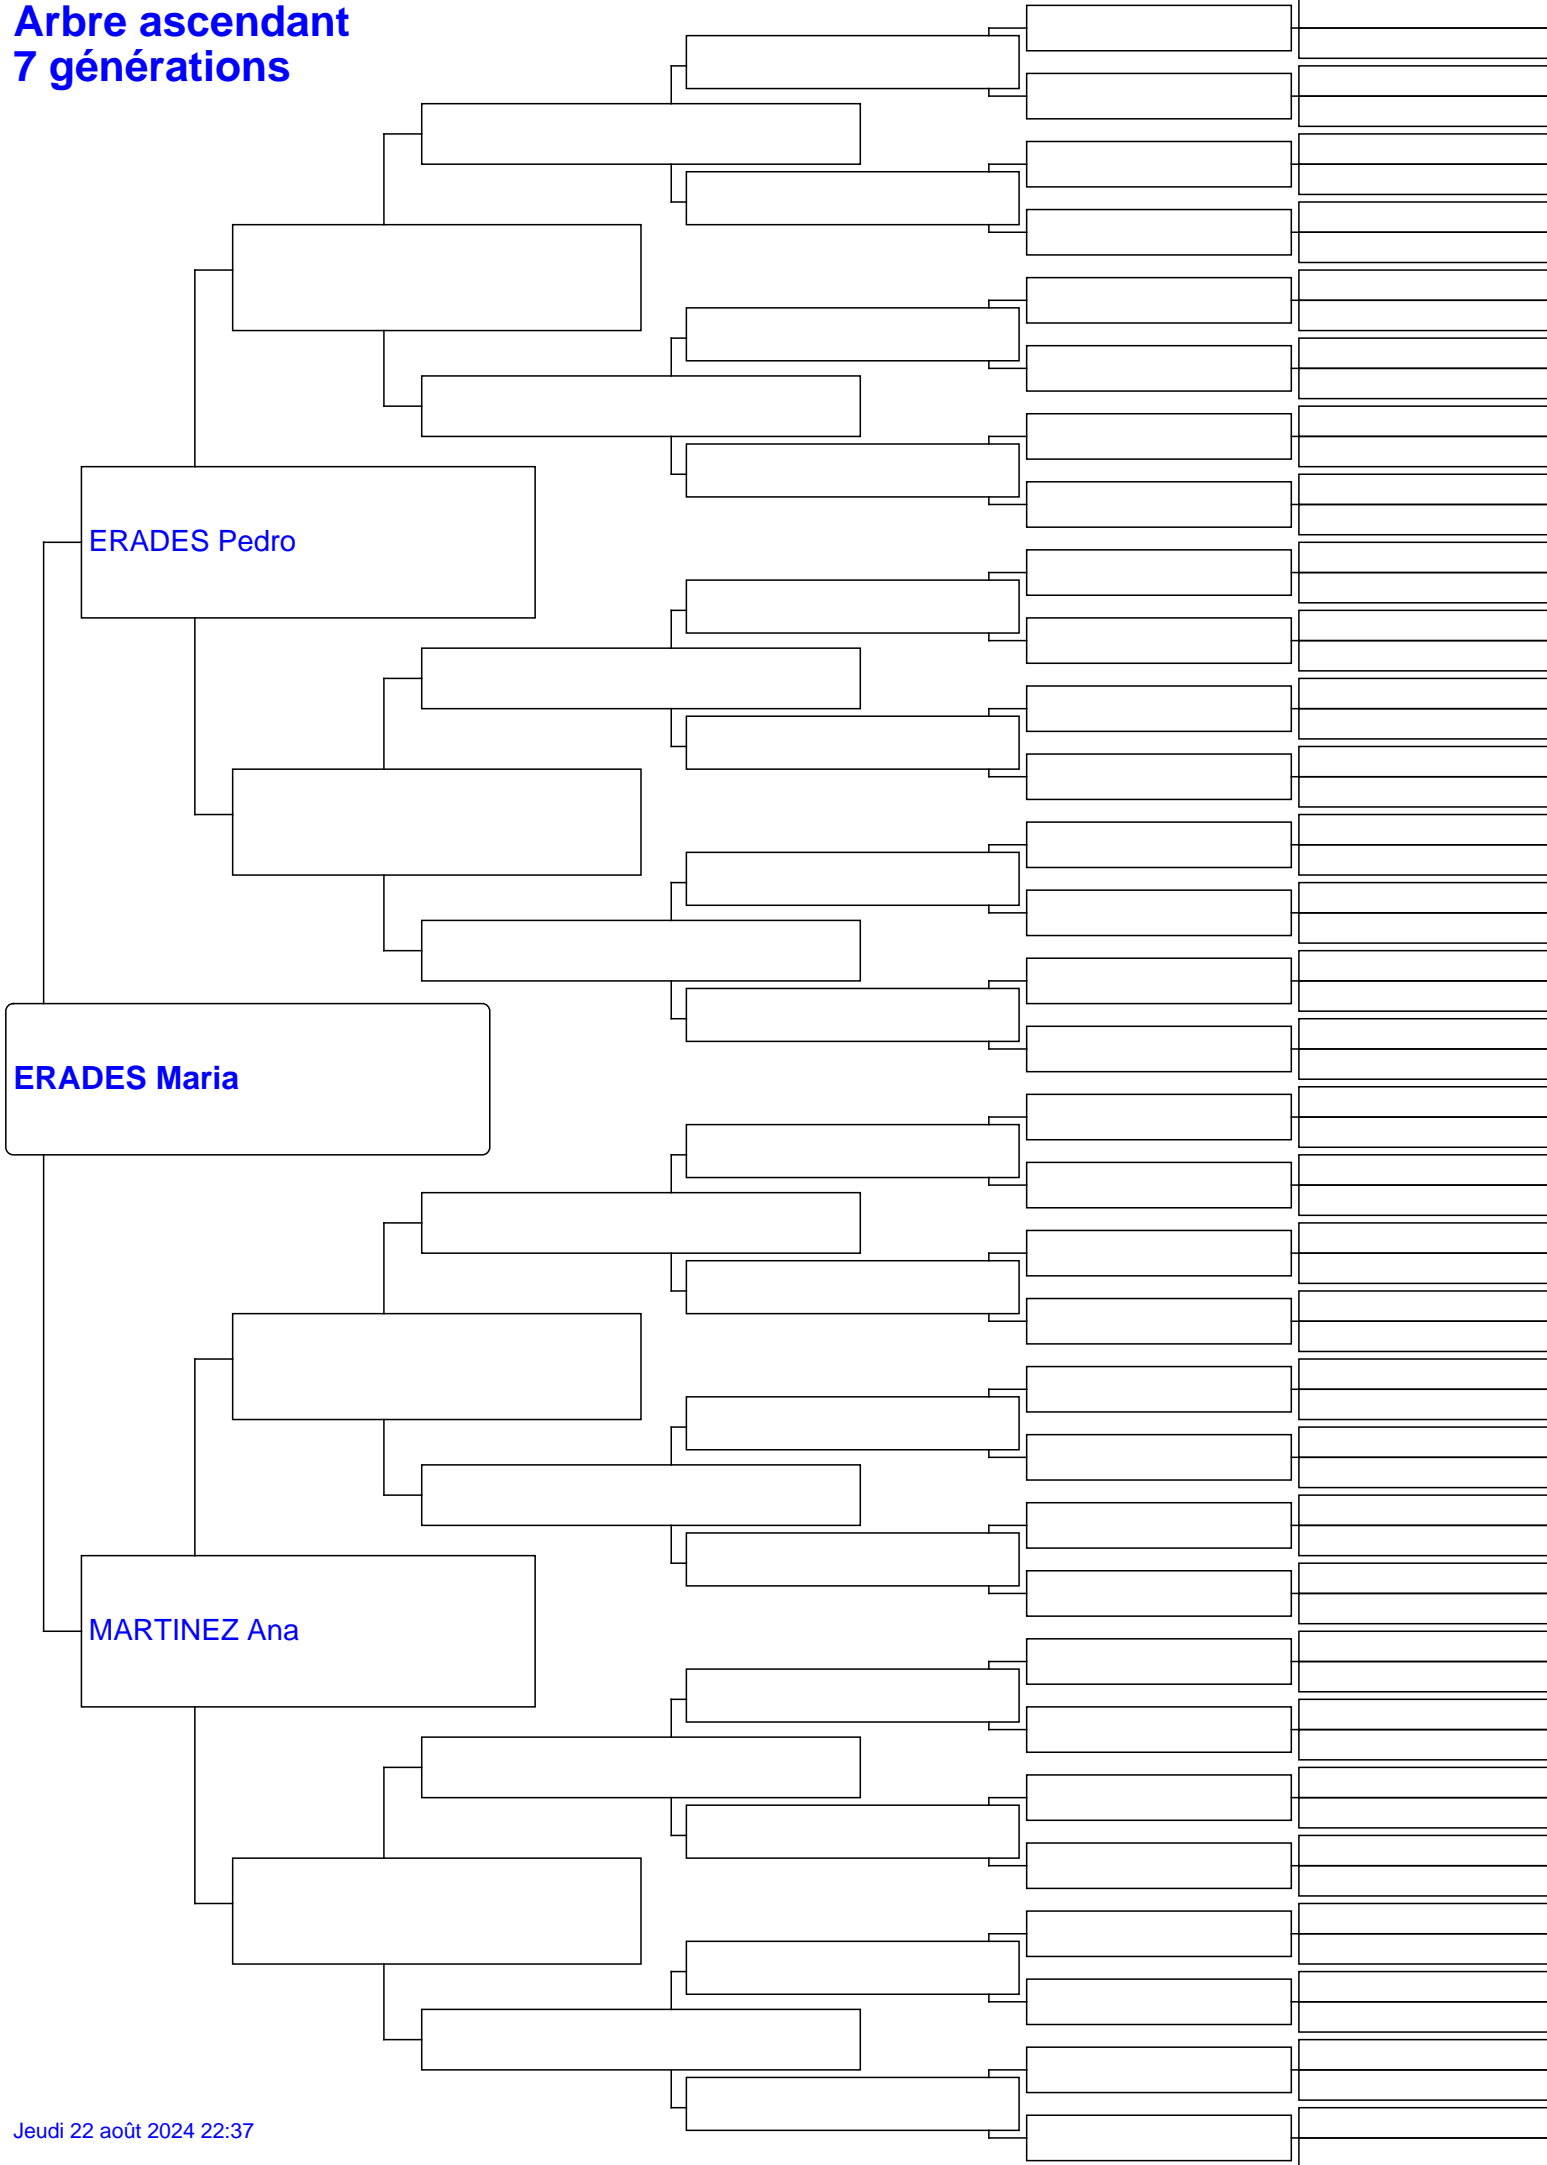 Arbre ascendant
7 générations
ERADES Pedro
ERADES Maria
MARTINEZ Ana
Jeudi 22 août 2024 22:37